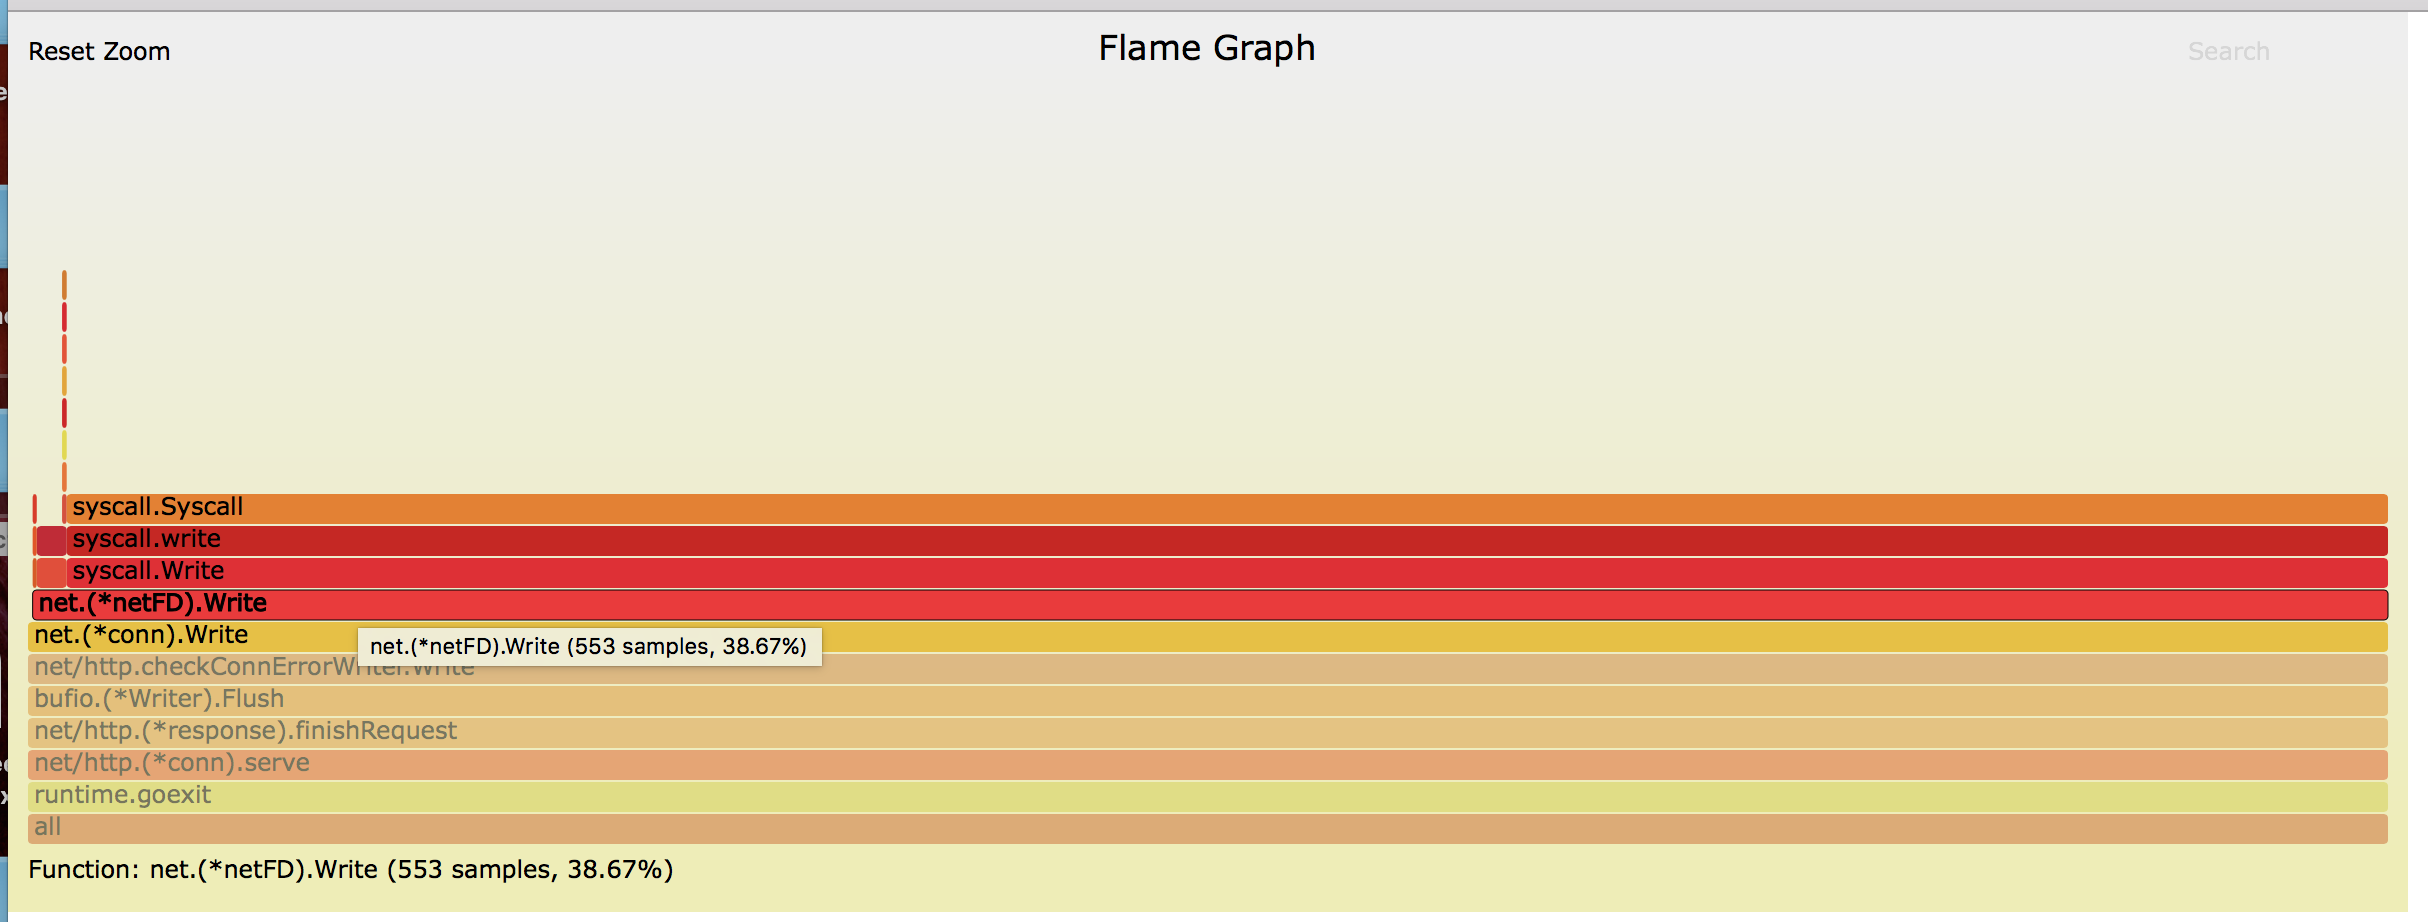 Reset Zoom
Flame Graph
Search
syscall.Syscall
syscall.write
syscall.Write
net.(*netFD).Write
net.(*conn).Write
net.(*netFD).Write (553 samples, 38.67%)
net/http.checkConnErrorWriter.Write
bufio.(*Writer).Flush
net/http.(*response).finishRequest
net/http.(*conn).serve
runtime.goexit
all
Function: net.(*netFD).Write (553 samples, 38.67%)